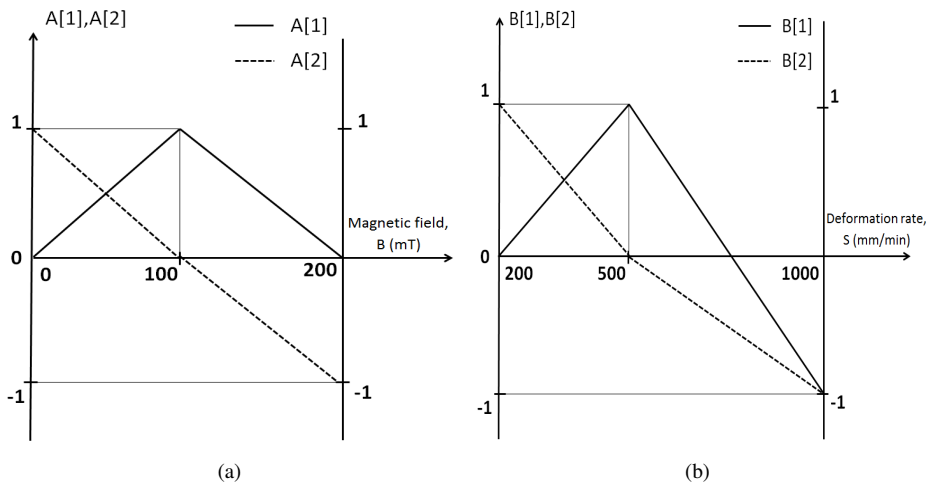 A[1],A[2]
A[1]
A[2]
1
1
Magnetic field,
B (mT)
0
0
100
200
-1
-1
(a)
B[1],B[2]
B[1]
B[2]
1
1
Deformation rate,
S (mm/min)
0
200
500
1000
-1
-1
(b)